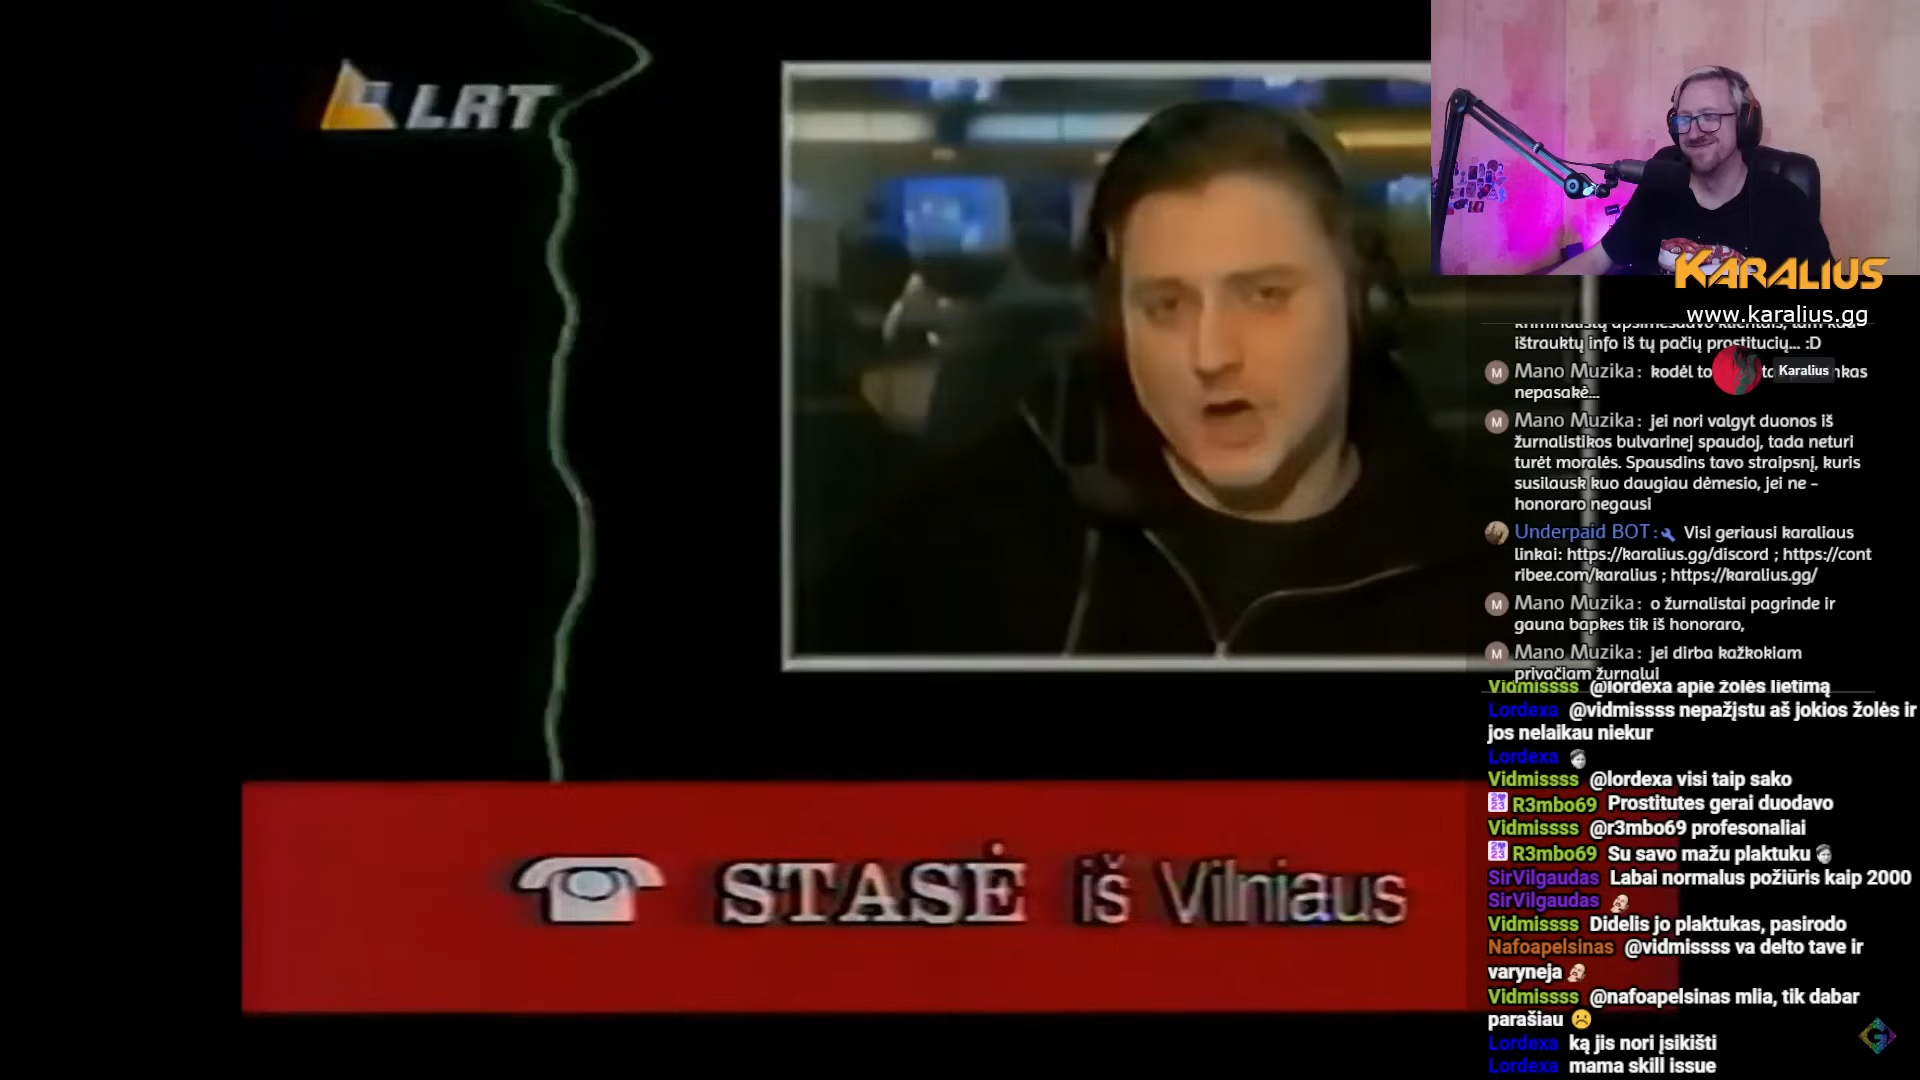 LRT
STASĖ iš Vilniaus
KARALIUS
www.karalius.gg
ištrauktų info iš tų pačių prostitucių... :D
Karalius
Mano Muzika: kodėl
nepasakė...
Mano Muzika: jei nori valgyt duonos iš
žurnalistikos bulvarinej spaudoj, tada neturi
turėt moralės. Spausdins tavo straipsnį, kuris
susilausk kuo daugiau dėmesio, jei ne -
honoraro negausi
Underpaid BOT: Visi geriausi karaliaus
linkai: https://karalius.gg/discord ; https://cont
ribee.com/karalius ; https://karalius.gg/
Mano Muzika: o žurnalistai pagrinde ir
gauna bapkes tik iš honoraro,
Mano Muzika: jei dirba kažkokiam
privačiam žurnalui
Vidmissss @lordexa apie žolės lietimą
Lordexa @vidmissss nepažįstu aš jokios žolės ir
jos nelaikau niekur
Lordexa
Vidmissss @lordexa visi taip sako
R3mbo69 Prostitutes gerai duodavo
Vidmissss @r3mbo69 profesonaliai
R3mbo69 Su savo mažu plaktuku
SirVilgaudas Labai normalus požiūris kaip 2000
SirVilgaudas
Vidmissss Didelis jo plaktukas, pasirodo
Nafoapelsinas @vidmissss va delto tave ir
varyneja
Vidmissss @nafoapelsinas mlia, tik dabar
parašiau
Lordexa ką jis nori įsikišti
Lordexa mama skill issue